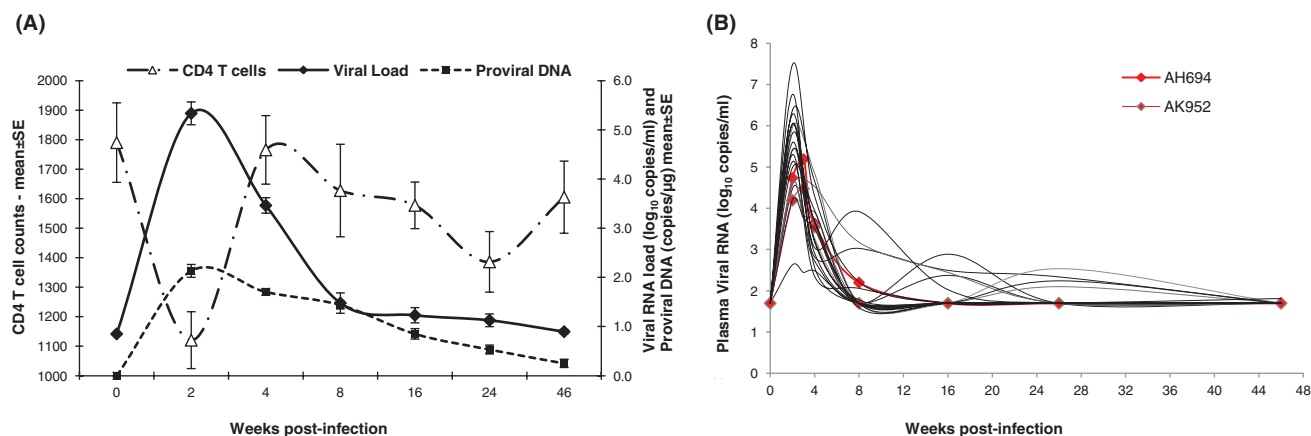 (A)
CD4 T cells Viral Load Proviral DNA
2000
1900
1800
1700
1600
1500
1400
1300
1200
1100
1000
CD4 T cell counts - mean±SE
6.0
5.0
4.0
3.0
2.0
1.0
0.0
Viral RNA load (log10 copies/ml) and
Proviral DNA (copies/µg) mean±SE
0 2 4 8 16 24 46
Weeks post-infection
(B)
8
7
6
5
4
3
2
1
0
Plasma Viral RNA (log10 copies/ml)
AH694
AK952
0 4 8 12 16 20 24 28 32 36 40 44 48
Weeks post-infection